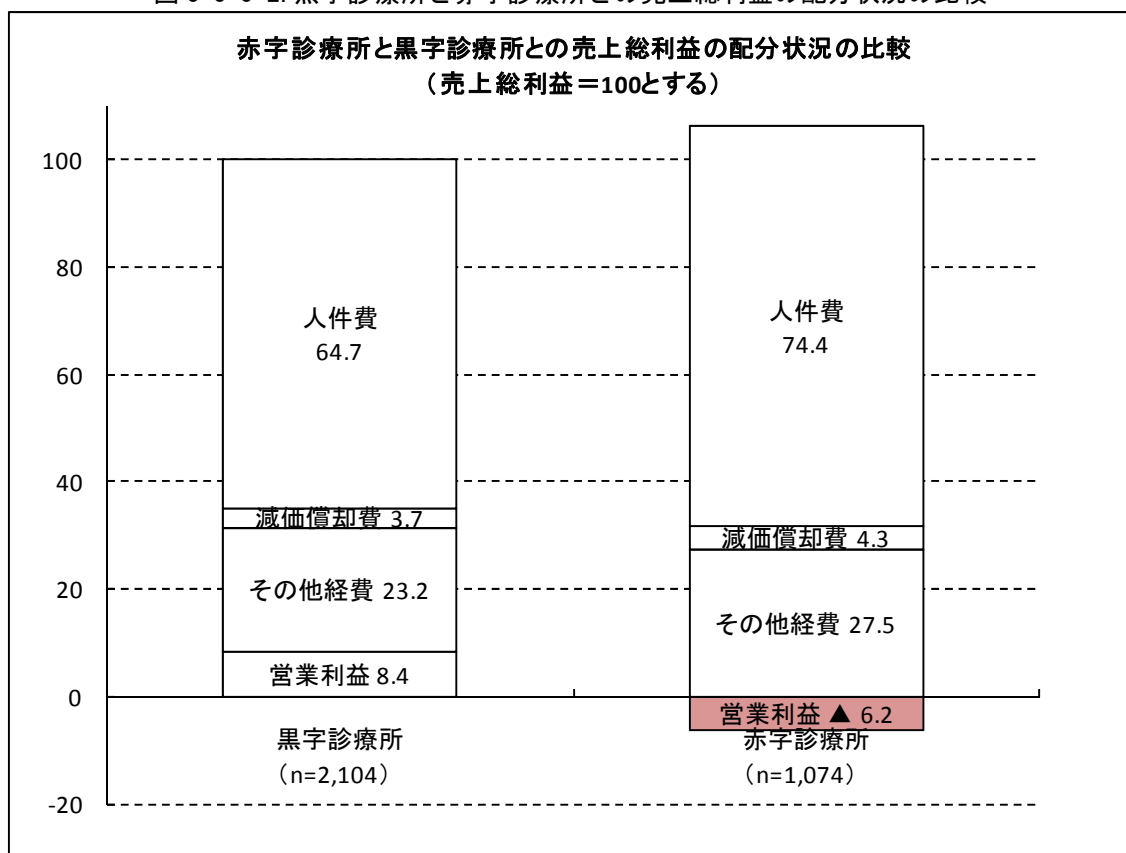 赤字診療所と黒字診療所との売上総利益の配分状況の比較
（売上総利益＝100とする）
100
80
60
40
20
0
-20
人件費
64.7
減価償却費 3.7
その他経費 23.2
営業利益 8.4
黒字診療所
（n=2,104）
人件費
74.4
減価償却費 4.3
その他経費 27.5
営業利益 ▲ 6.2
赤字診療所
（n=1,074）